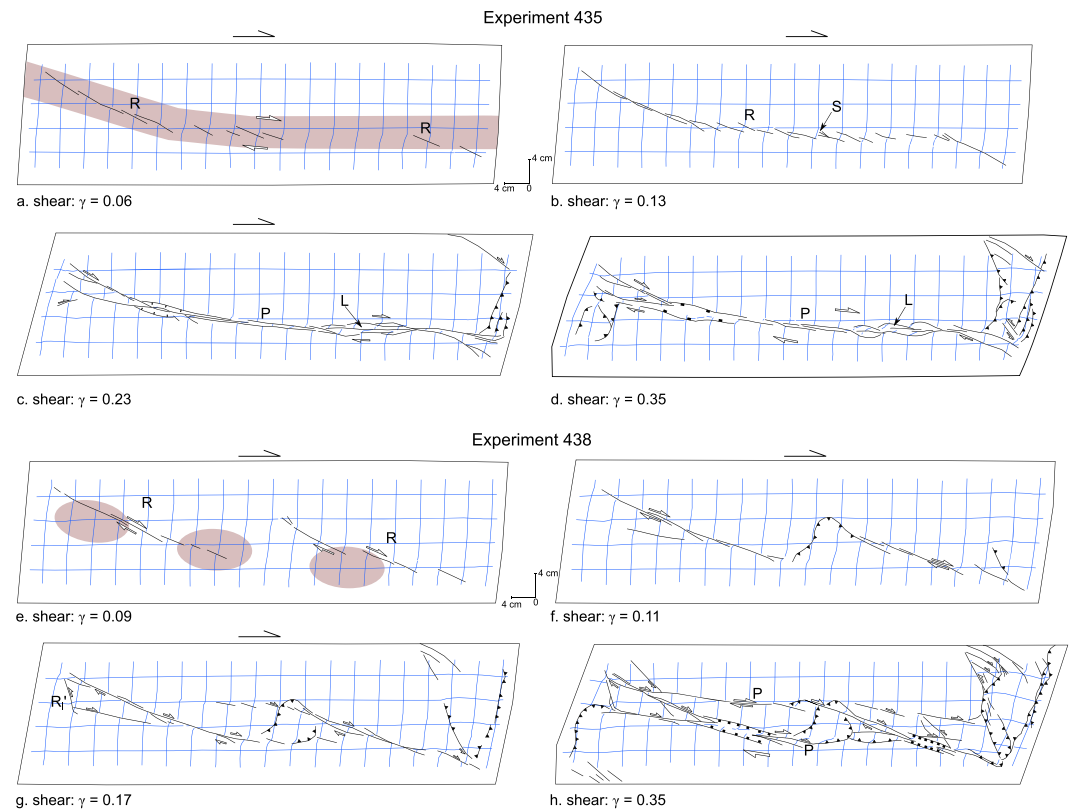 Experiment 435
R
R
R
S
4 cm
4 cm 0
a. shear: γ = 0.06
b. shear: γ = 0.13
P
L
P
L
c. shear: γ = 0.23
d. shear: γ = 0.35
Experiment 438
R
R
4 cm
4 cm 0
e. shear: γ = 0.09
f. shear: γ = 0.11
Rı'
P
P
g. shear: γ = 0.17
h. shear: γ = 0.35